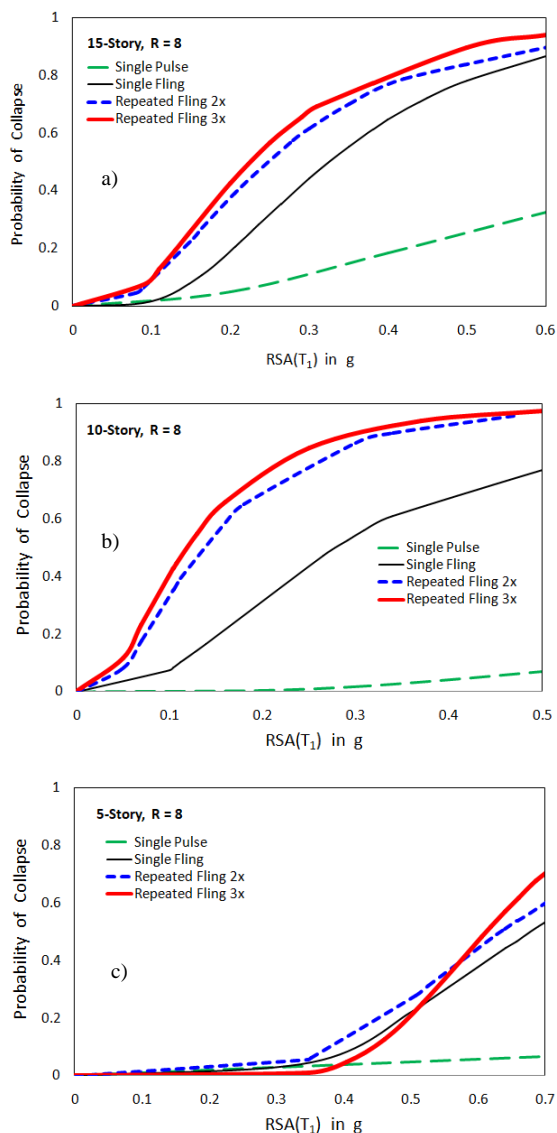 15-Story, R = 8
Single Pulse
Single Fling
Repeated Fling 2x
Repeated Fling 3x
a)
Probability of Collapse
1
0.8
0.6
0.4
0.2
0
0 0.1 0.2 0.3 0.4 0.5 0.6
RSA(T1) in g
10-Story, R = 8
b)
Single Pulse
Single Fling
Repeated Fling 2x
Repeated Fling 3x
Probability of Collapse
1
0.8
0.6
0.4
0.2
0
0 0.1 0.2 0.3 0.4 0.5
RSA(T1) in g
5-Story, R = 8
Single Pulse
Single Fling
Repeated Fling 2x
Repeated Fling 3x
c)
Probability of Collapse
1
0.8
0.6
0.4
0.2
0
0 0.1 0.2 0.3 0.4 0.5 0.6 0.7
RSA(T1) in g